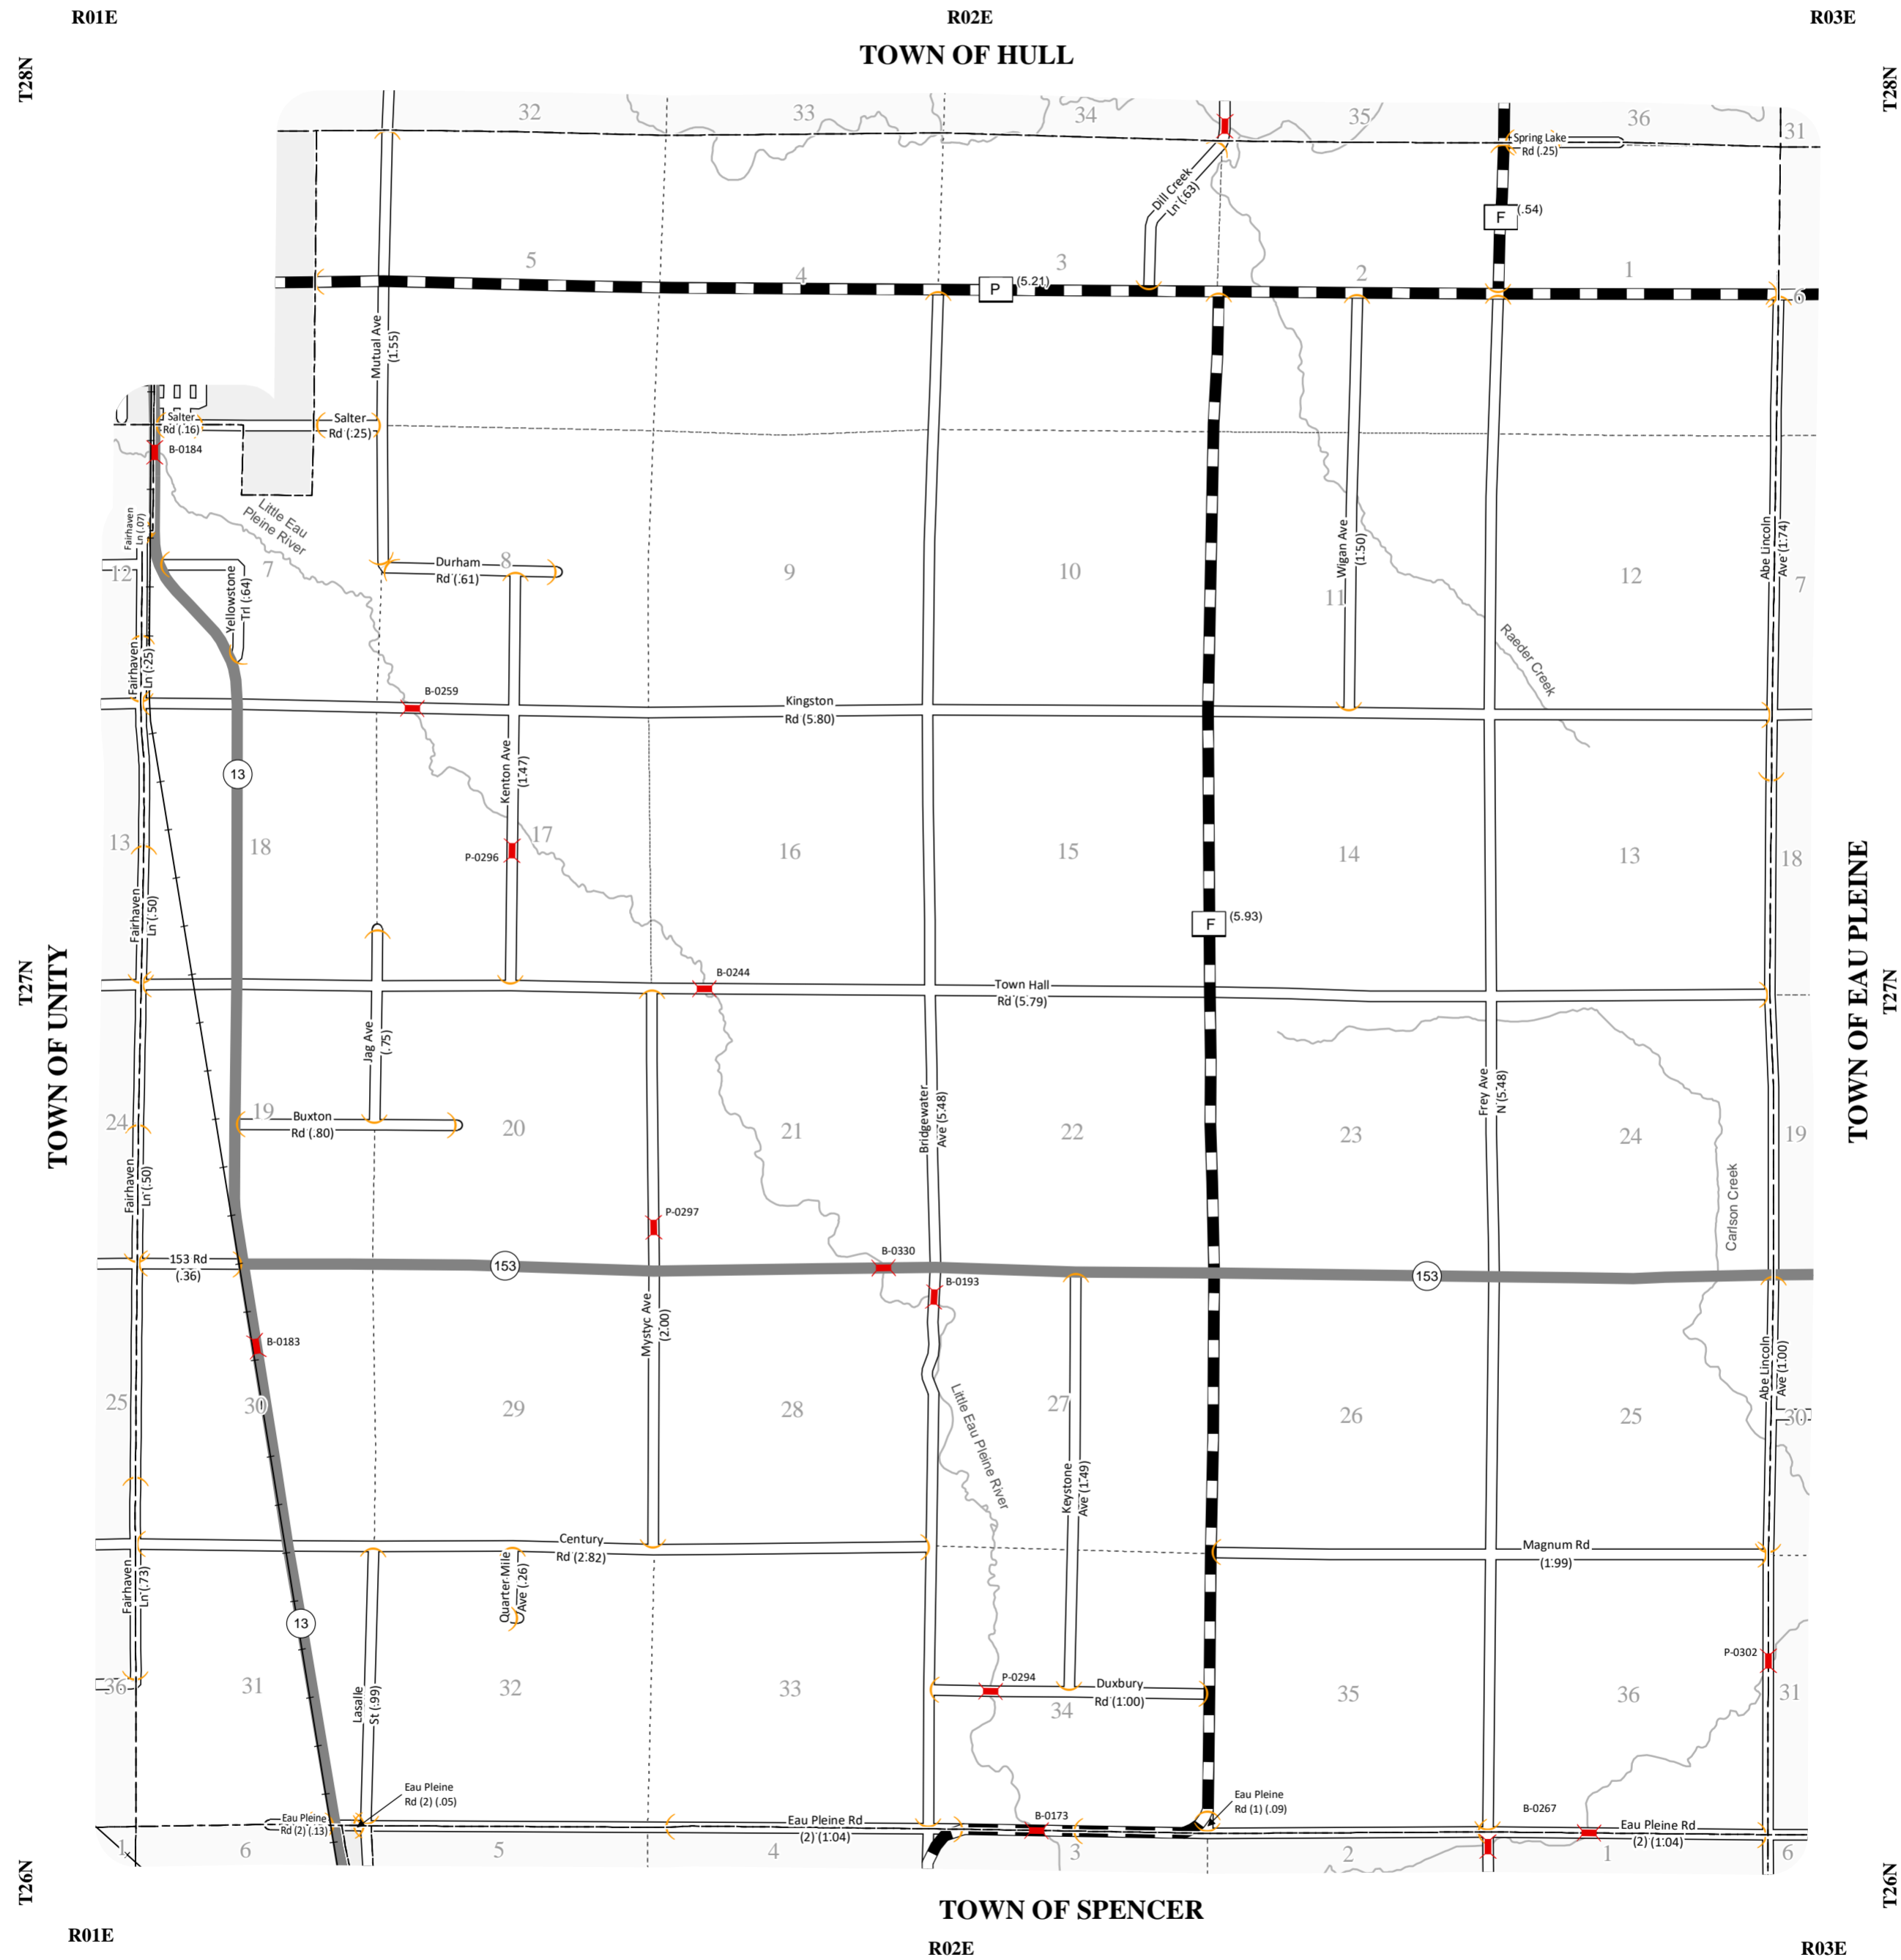 R01E
R02E
R03E
TOWN OF HULL
T28N
T28N
32
33
34
35
36
31
Spring Lake
Rd (.25)
Dill Creek
Ln (.63)
F
(.54)
5
4
3
2
1
6
P
(5.21)
Mutual Ave
(1.55)
Salter
Rd (.16)
Salter
Rd (.25)
B-0184
Little Eau
Pleine River
Fairhaven
Ln (.07)
12
7
Yellowstone
Trl (.64)
Durham
Rd (.61)
8
9
10
11
Wigan Ave
(1.50)
12
Abe Lincoln
Ave (1.74)
7
Raeder Creek
Fairhaven
Ln (.25)
B-0259
Kingston
Rd (5.80)
13
Kenton Ave
(1.47)
P-0296
13
18
17
16
15
14
13
18
Fairhaven
Ln (.50)
F
(5.93)
TOWN OF UNITY
T27N
TOWN OF EAU PLEINE
T27N
B-0244
Town Hall
Rd (5.79)
Jag Ave
(.75)
Bridgewater
Ave (5.48)
Frey Ave
N (5.48)
24
19
Buxton
Rd (.80)
20
21
22
23
24
19
Carlson Creek
Fairhaven
Ln (.50)
P-0297
B-0330
153 Rd
(.36)
153
153
B-0193
Mystyc Ave
(2.00)
B-0183
Abe Lincoln
Ave (1.00)
25
30
29
28
27
26
25
30
Little Eau Pleine River
Keystone
Ave (1.49)
Century
Rd (2.82)
Magnum Rd
(1.99)
Fairhaven
Ln (.73)
Quarter Mile
Ave (.26)
13
P-0302
36
31
Lasalle
St (.99)
32
33
P-0294
Duxbury
Rd (1.00)
34
35
36
31
Eau Pleine
Rd (2) (.05)
Eau Pleine
Rd (1) (.09)
Eau Pleine
Rd (2) (.13)
Eau Pleine Rd
(2) (1.04)
B-0173
B-0267
Eau Pleine Rd
(2) (1.04)
1
6
5
4
3
2
1
6
T26N
T26N
TOWN OF SPENCER
R01E
R02E
R03E